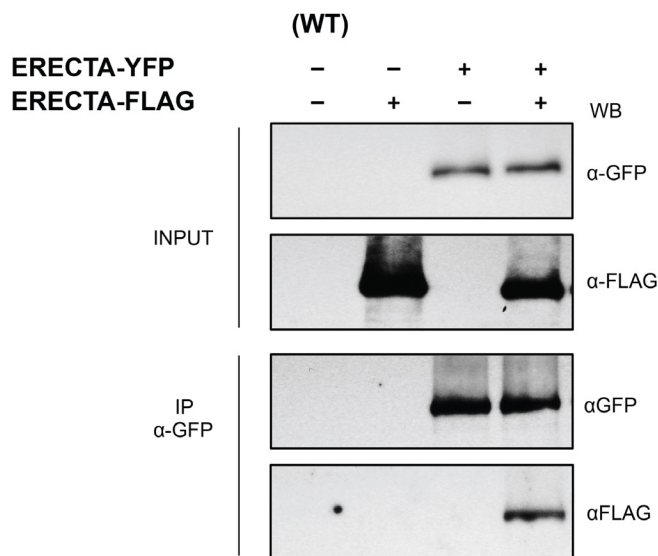 (WT)
ERECTA-YFP – – + +
ERECTA-FLAG – + – +
WB
INPUT
α-GFP
α-FLAG
IP
α-GFP
αGFP
αFLAG